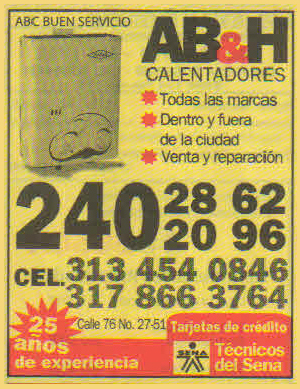 ABC BUEN SERVICIO
AB&H
CALENTADORES
Todas las marcas
Dentro y fuera
de la ciudad
Venta y reparación
240 28 62
20 96
CEL. 313 454 0846
317 866 3764
Calle 76 No. 27-51
25
años
de experiencia
Tarjetas de crédito
SENA
Técnicos
del Sena